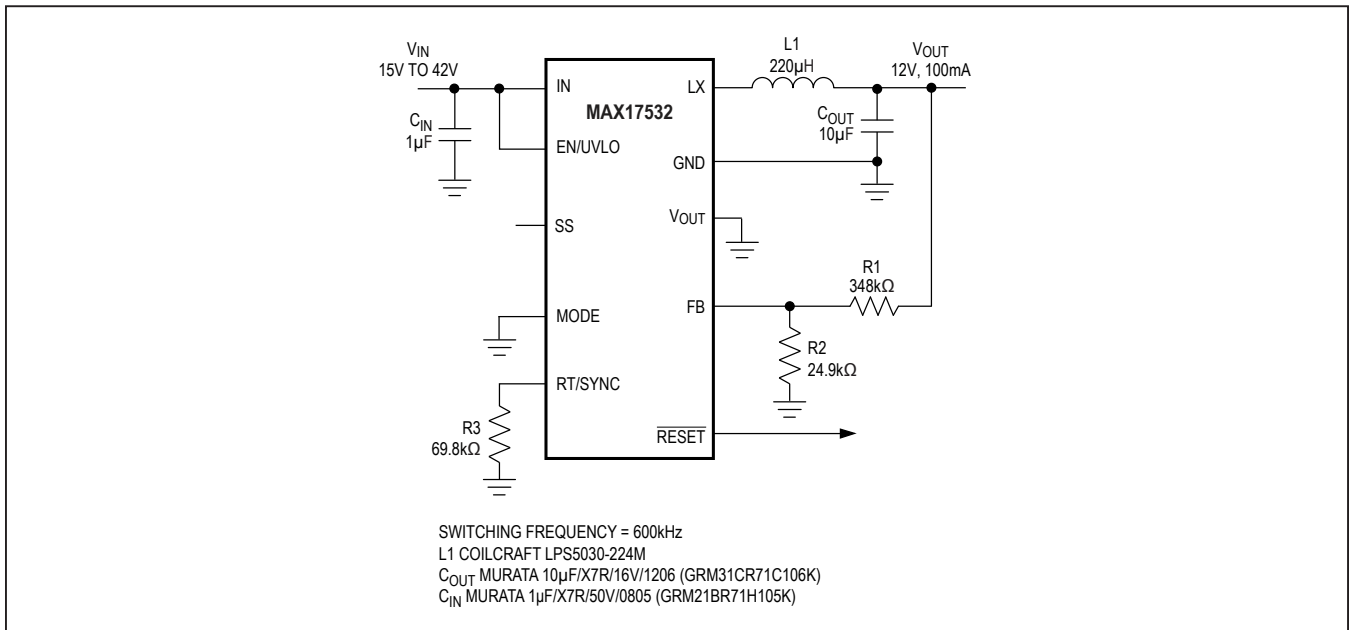 VIN
15V TO 42V
CIN
1µF
IN
EN/UVLO
SS
MODE
RT/SYNC
R3
69.8kΩ
MAX17532
LX
GND
VOUT
FB
RESET
L1
220µH
COUT
10µF
VOUT
12V, 100mA
R1
348kΩ
R2
24.9kΩ
SWITCHING FREQUENCY = 600kHz
L1 COILCRAFT LPS5030-224M
COUT MURATA 10µF/X7R/16V/1206 (GRM31CR71C106K)
CIN MURATA 1µF/X7R/50V/0805 (GRM21BR71H105K)